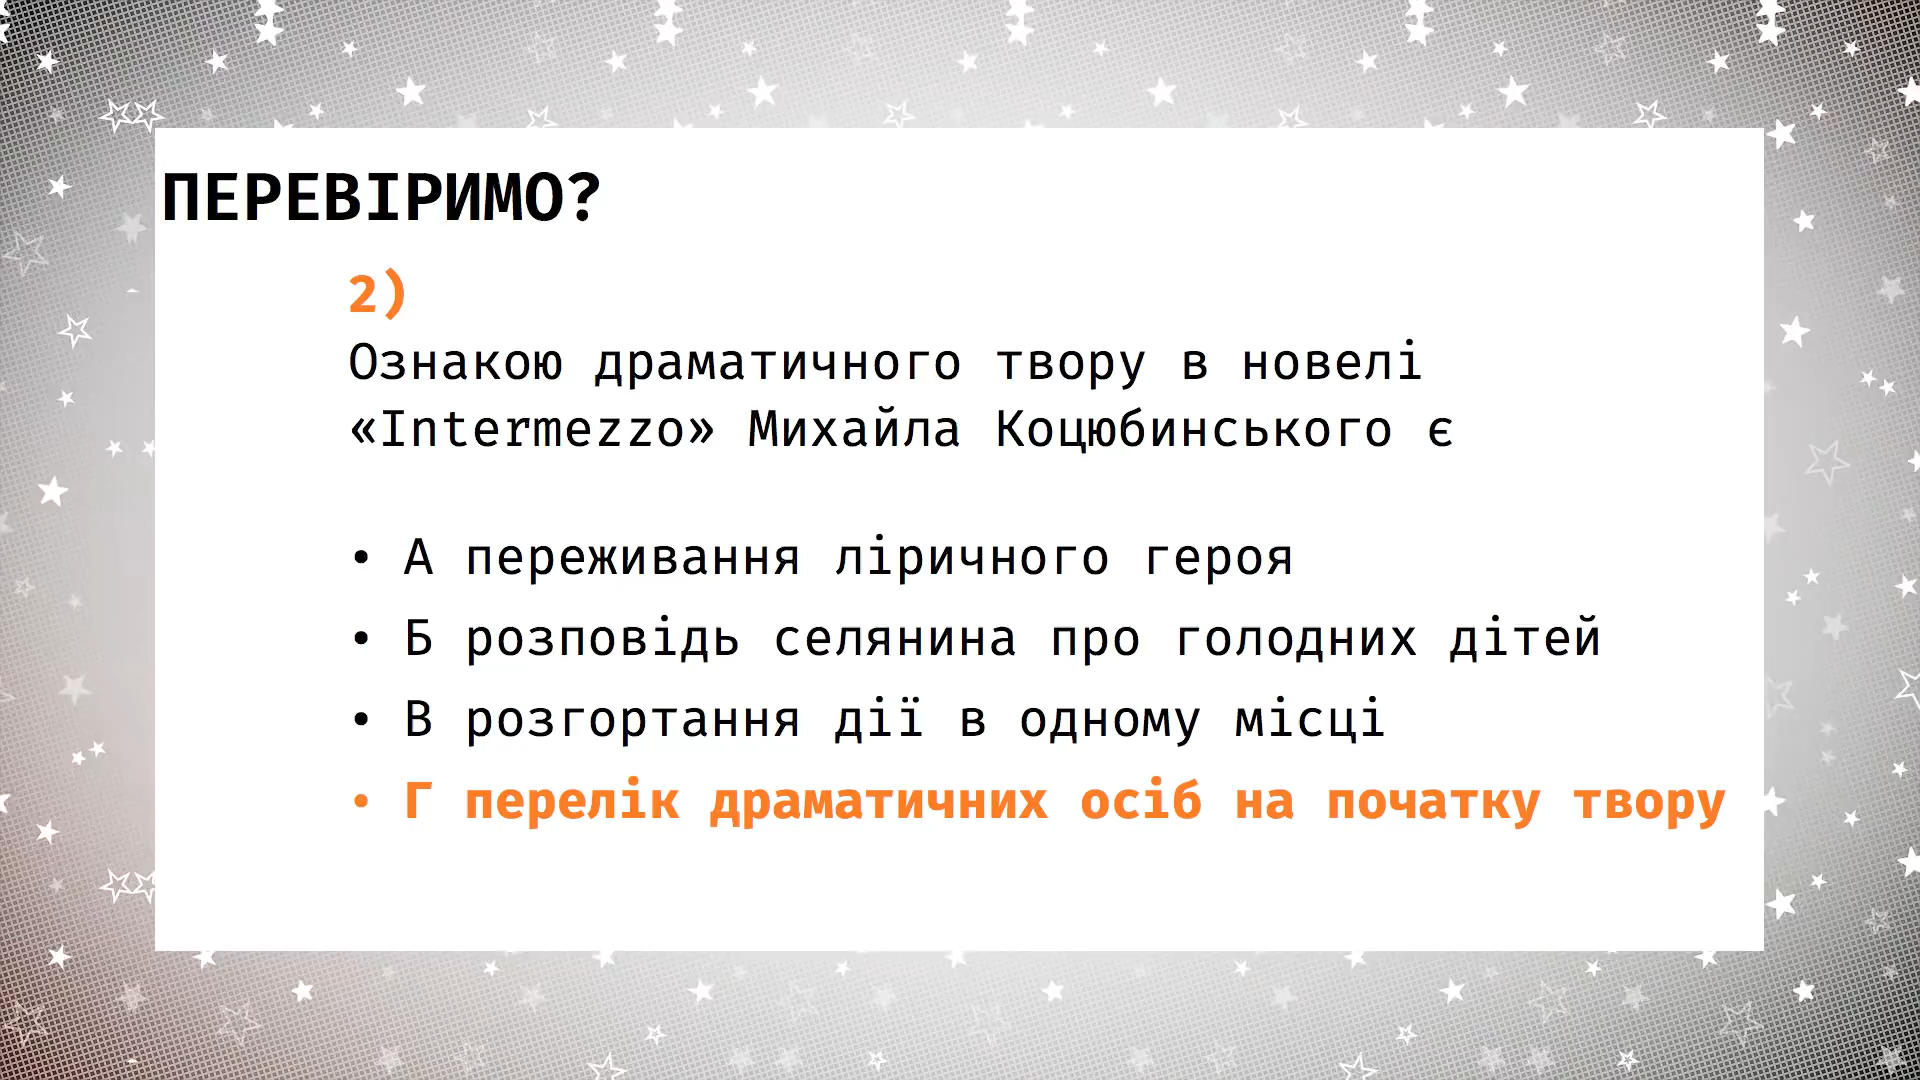 ПЕРЕВІРИМО?
2)
Ознакою драматичного твору в новелі
«Intermezzo» Михайла Коцюбинського є
• А переживання ліричного героя
• Б розповідь селянина про голодних дітей
• В розгортання дії в одному місці
• Г перелік драматичних осіб на початку твору